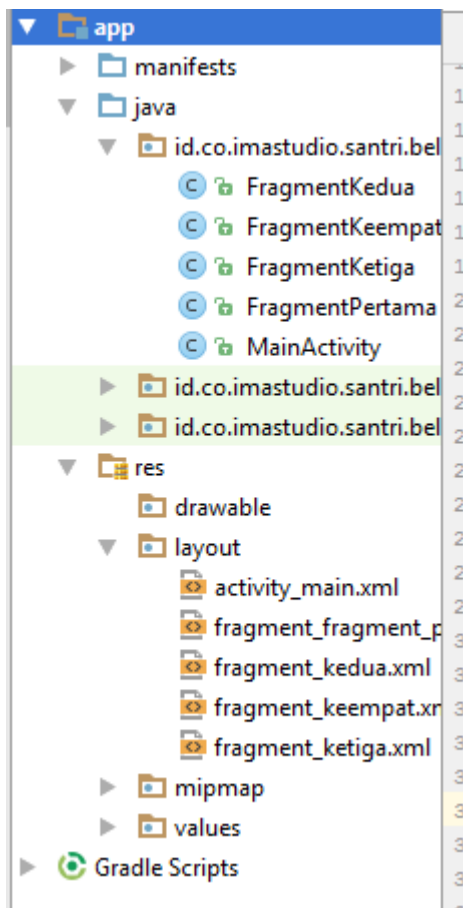 app
manifests
java
id.co.imastudio.santri.bel
FragmentKedua
FragmentKeempat
FragmentKetiga
FragmentPertama
MainActivity
id.co.imastudio.santri.bel
id.co.imastudio.santri.bel
res
drawable
layout
activity_main.xml
fragment_fragment_p
fragment_kedua.xml
fragment_keempat.xm
fragment_ketiga.xml
mipmap
values
Gradle Scripts